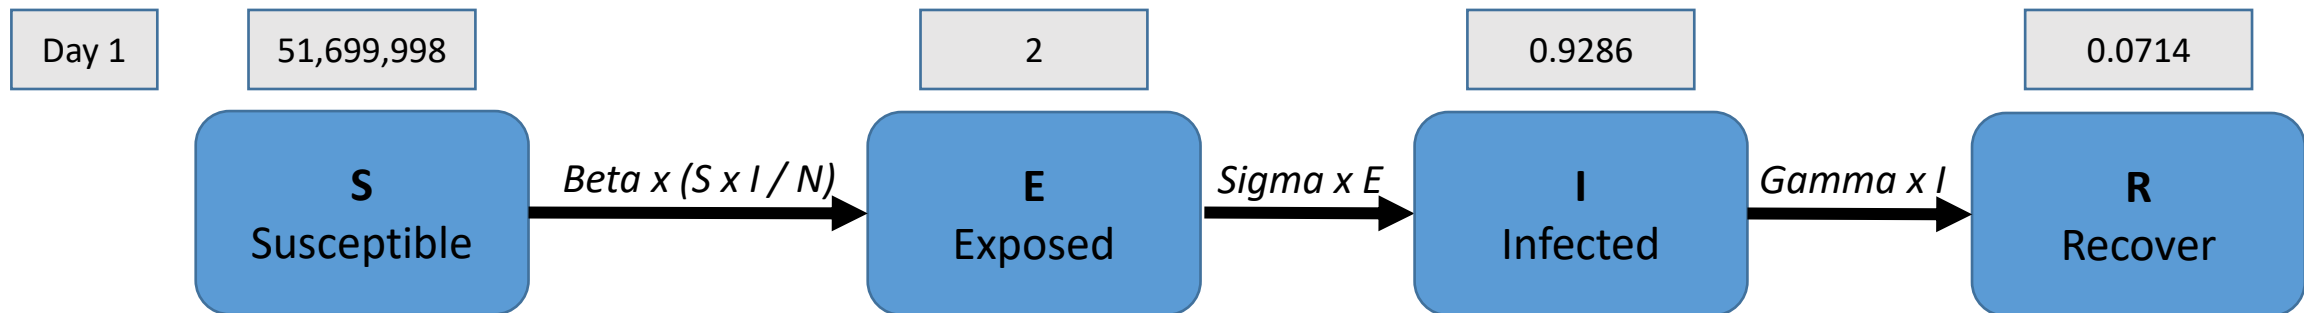 Day 1
51,699,998
2
0.9286
0.0714
S
Susceptible
Beta x (S x I / N)
E
Exposed
Sigma x E
I
Infected
Gamma x I
R
Recover